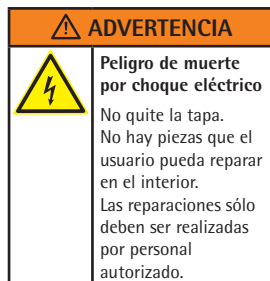 ADVERTENCIA
Peligro de muerte
por choque eléctrico
No quite la tapa.
No hay piezas que el
usuario pueda reparar
en el interior.
Las reparaciones sólo
deben ser realizadas
por personal
autorizado.